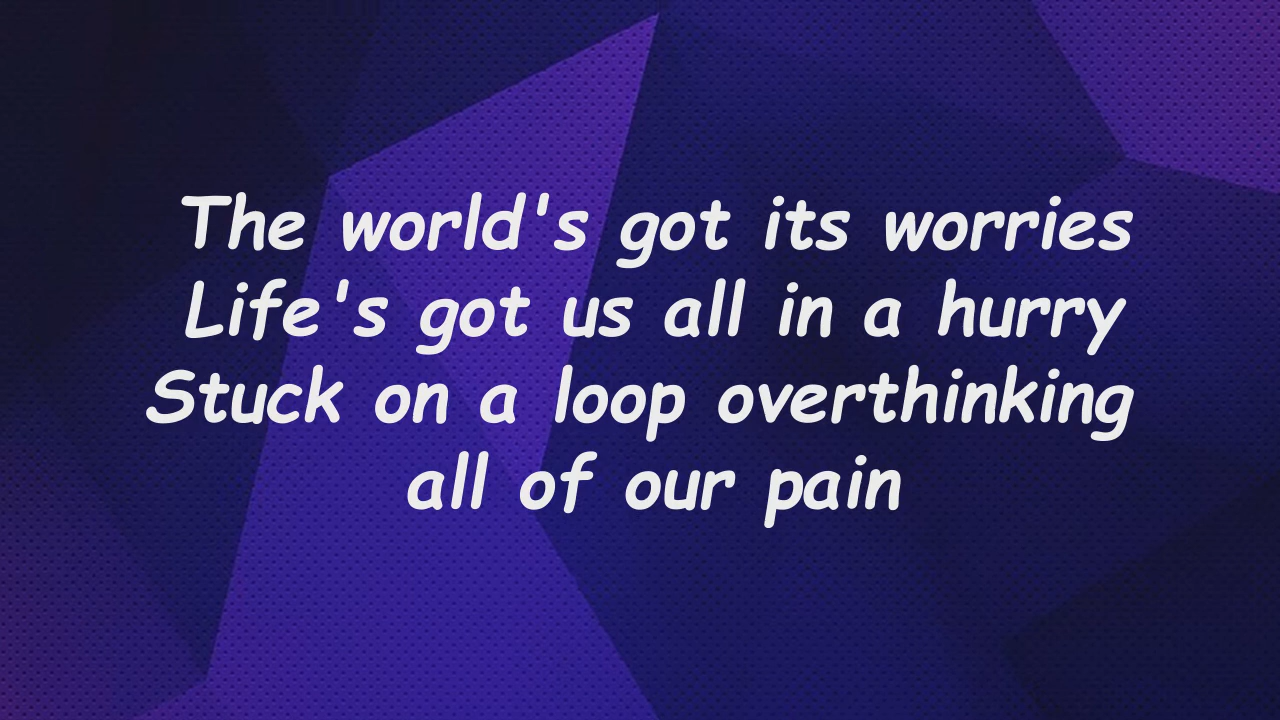 The world's got its worries
Life's got us all in a hurry
Stuck on a loop overthinking
all of our pain